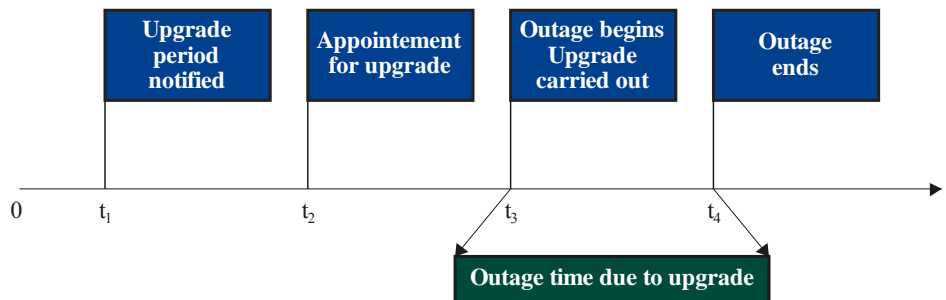 Upgrade
period
notified
Appointement
for upgrade
Outage begins
Upgrade
carried out
Outage
ends
0
t1
t2
t3
t4
Outage time due to upgrade